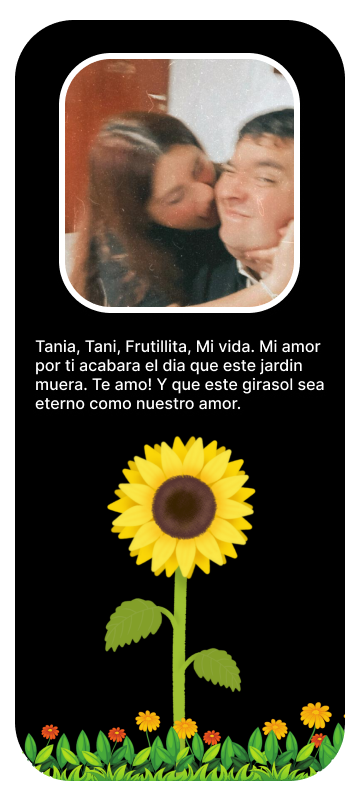 Tania, Tani, Frutillita, Mi vida. Mi amor
por ti acabara el dia que este jardin
muera. Te amo! Y que este girasol sea
eterno como nuestro amor.